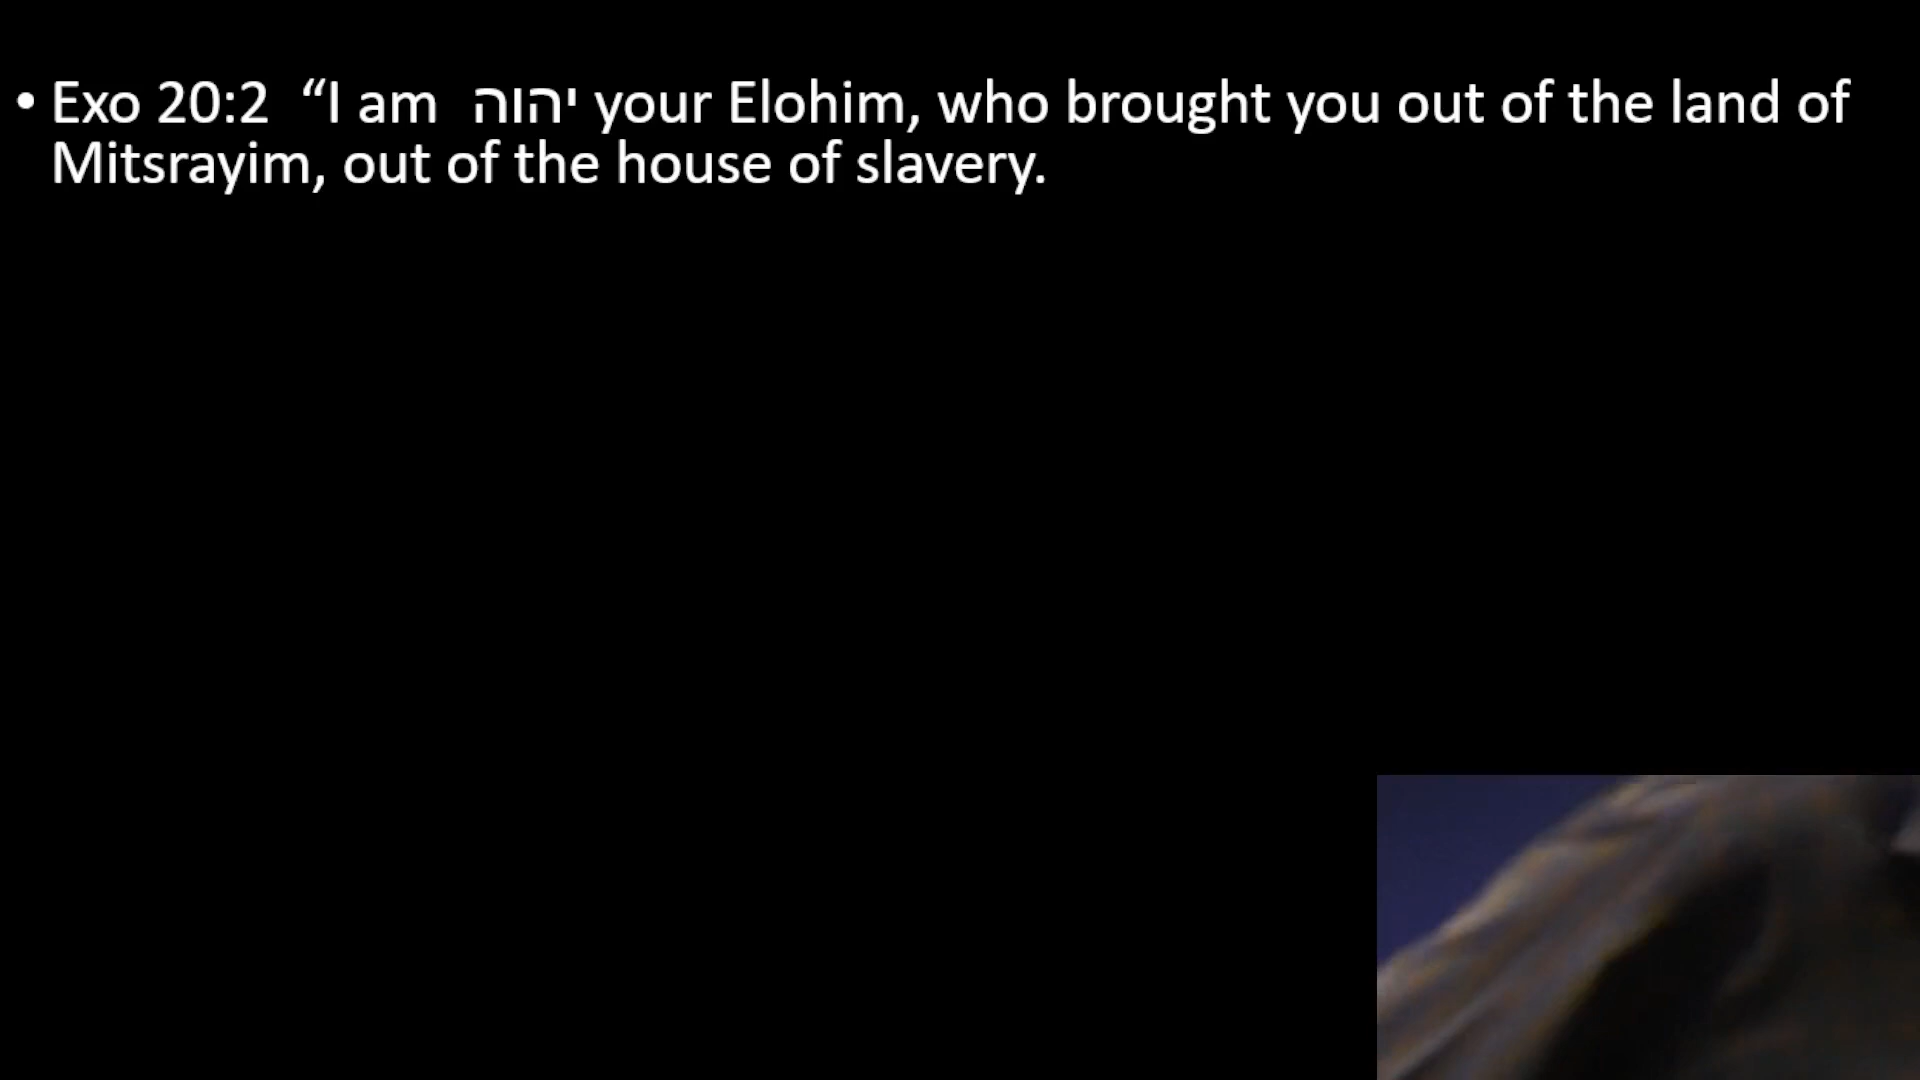 • Exo 20:2  “I am  יהוה your Elohim, who brought you out of the land of
Mitsrayim, out of the house of slavery.